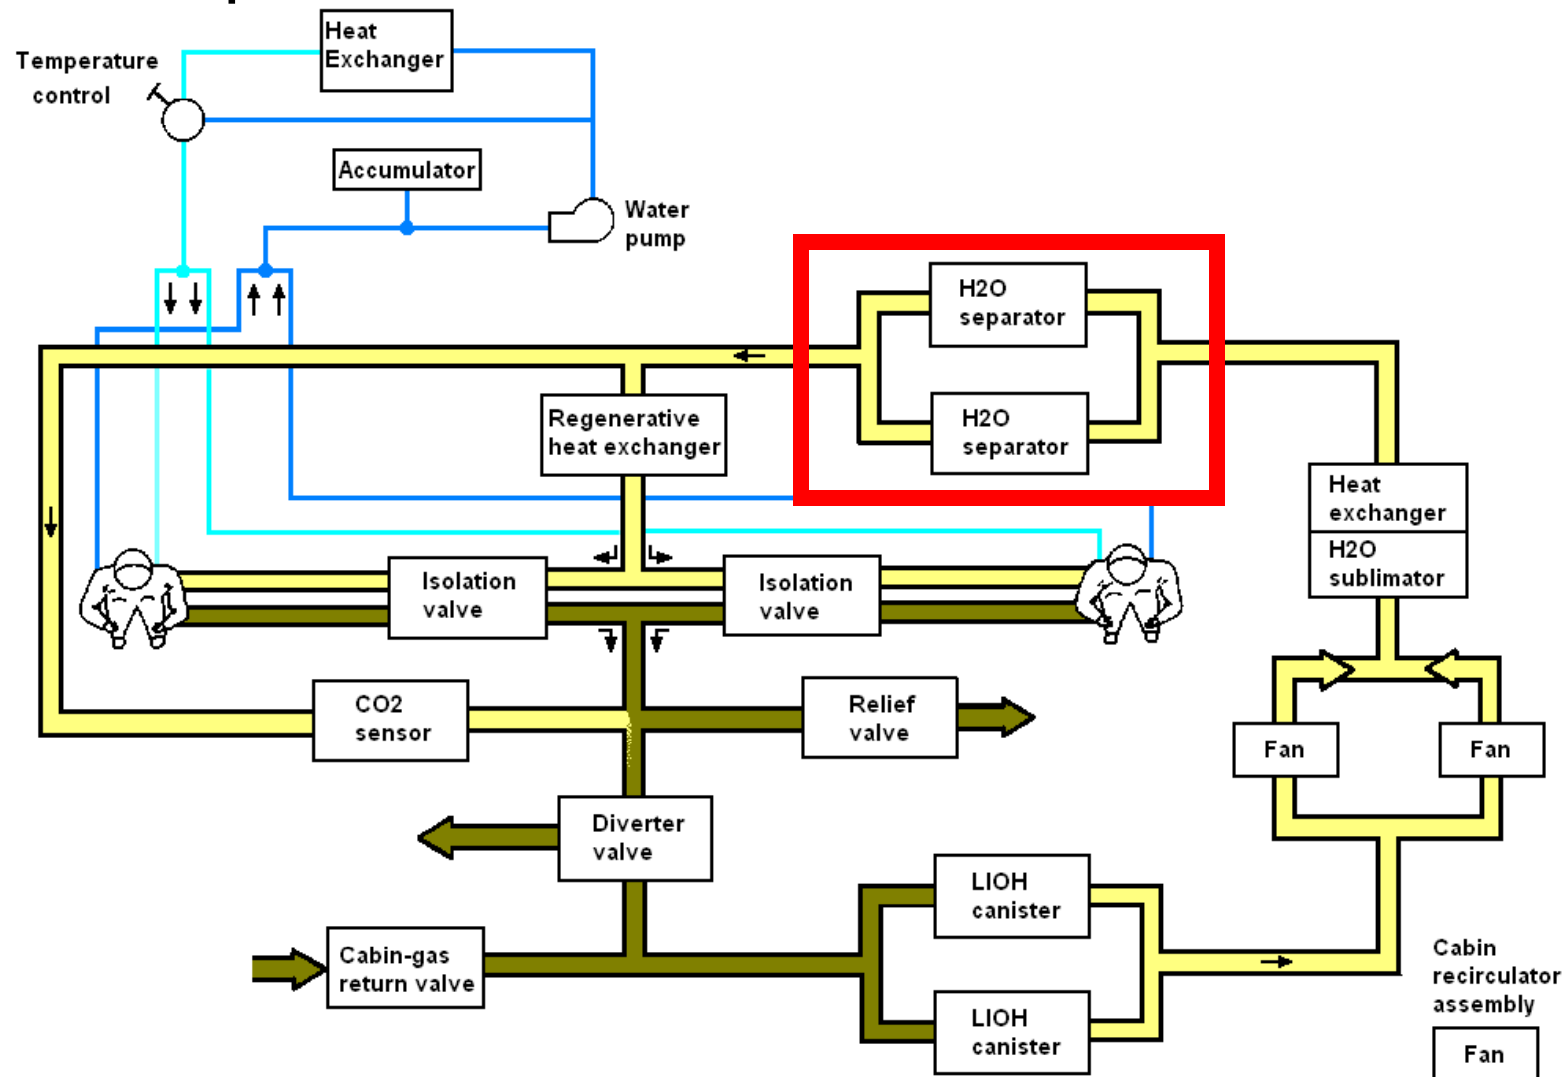 Heat
Exchanger
Temperature
control
Accumulator
Water
pump
H2O
separator
H2O
separator
Regenerative
heat exchanger
Heat
exchanger
H2O
sublimator
Isolation
valve
Isolation
valve
CO2
sensor
Relief
valve
Fan
Fan
Diverter
valve
LIOH
canister
Cabin-gas
return valve
LIOH
canister
Cabin
recirculator
assembly
Fan